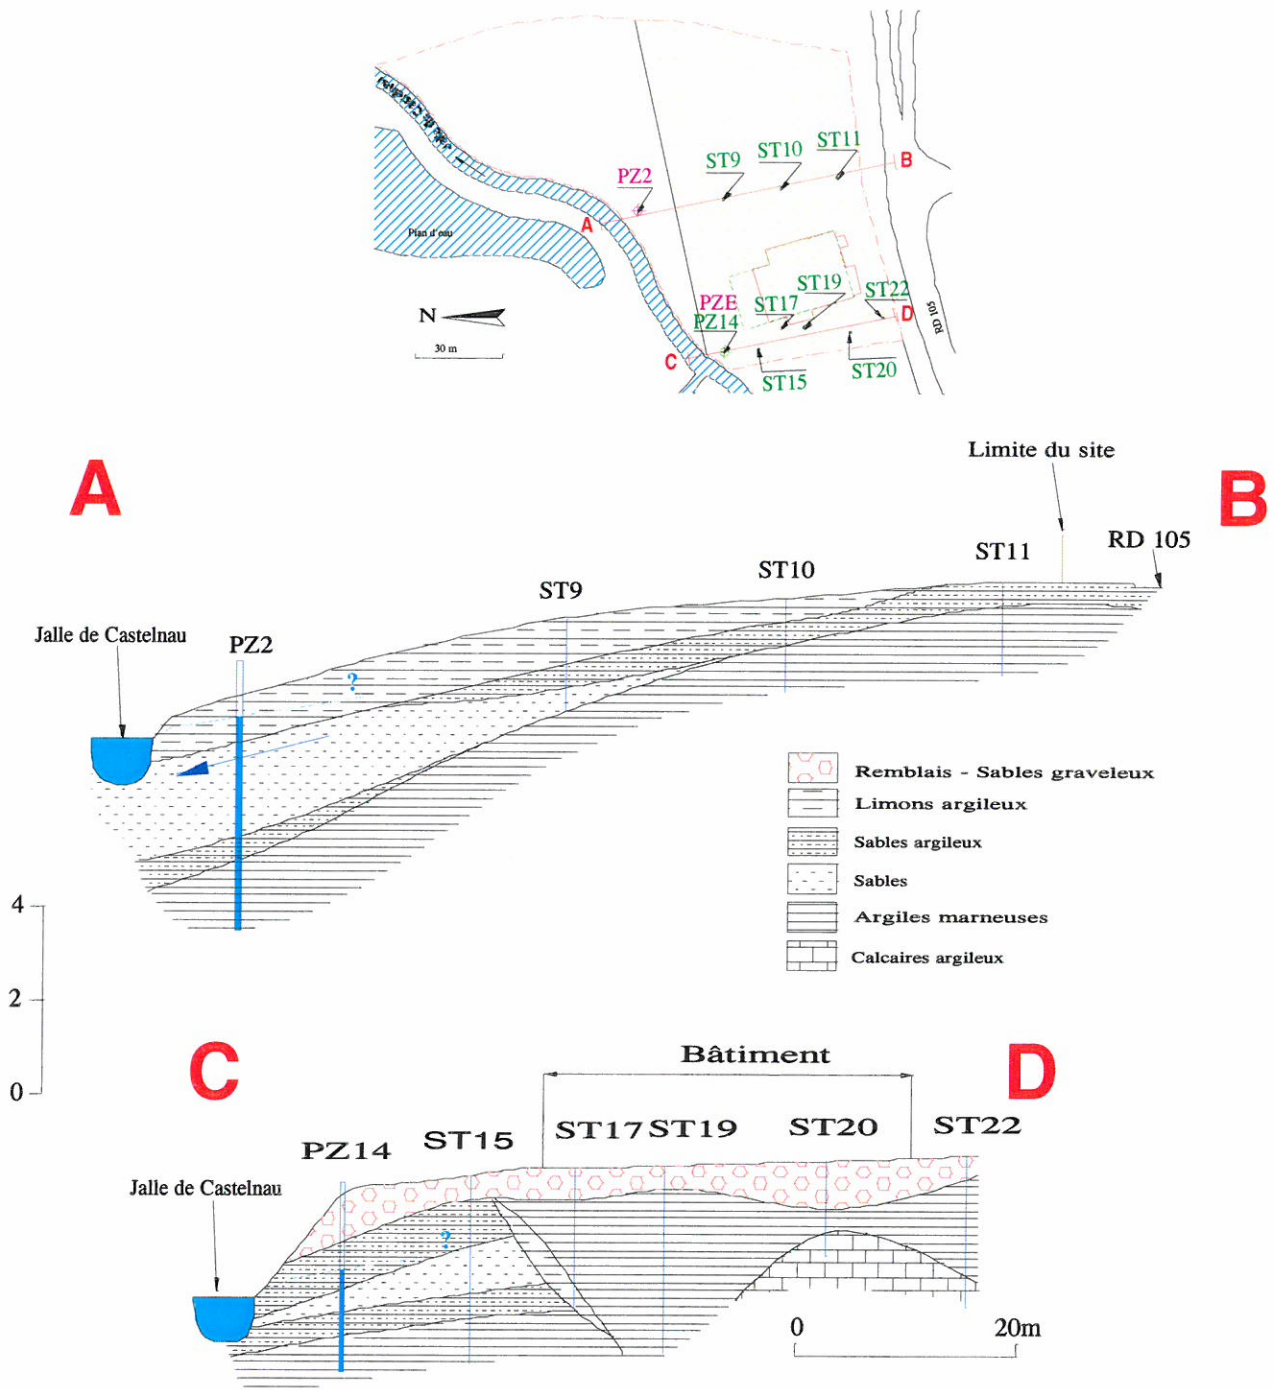 ST11
ST10
ST9
B
PZ2
A
Plan d'eau
ST19
ST22
PZE
ST17
N
PZ14
D
RD 105
30 m
C
ST15
ST20
A
Limite du site
B
RD 105
ST11
ST10
ST9
Jalle de Castelnau
PZ2
?
Remblais - Sables graveleux
Limons argileux
Sables argileux
Sables
Argiles marneuses
Calcaires argileux
4
2
0
C
Bâtiment
D
PZ14
ST15
ST17
ST19
ST20
ST22
Jalle de Castelnau
?
0
20m